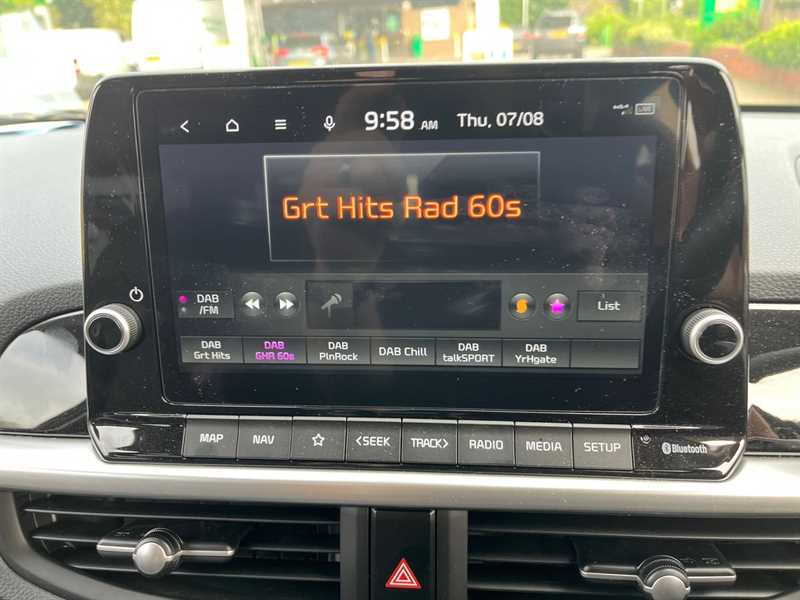 9:58 AM Thu, 07/08
LIVE
Grt Hits Rad 60s
DAB
/FM
List
DAB
Grt Hits
DAB
GHR 60s
DAB
PlnRock
DAB Chill
DAB
talkSPORT
DAB
YrHgate
MAP NAV <SEEK TRACK> RADIO MEDIA SETUP
Bluetooth